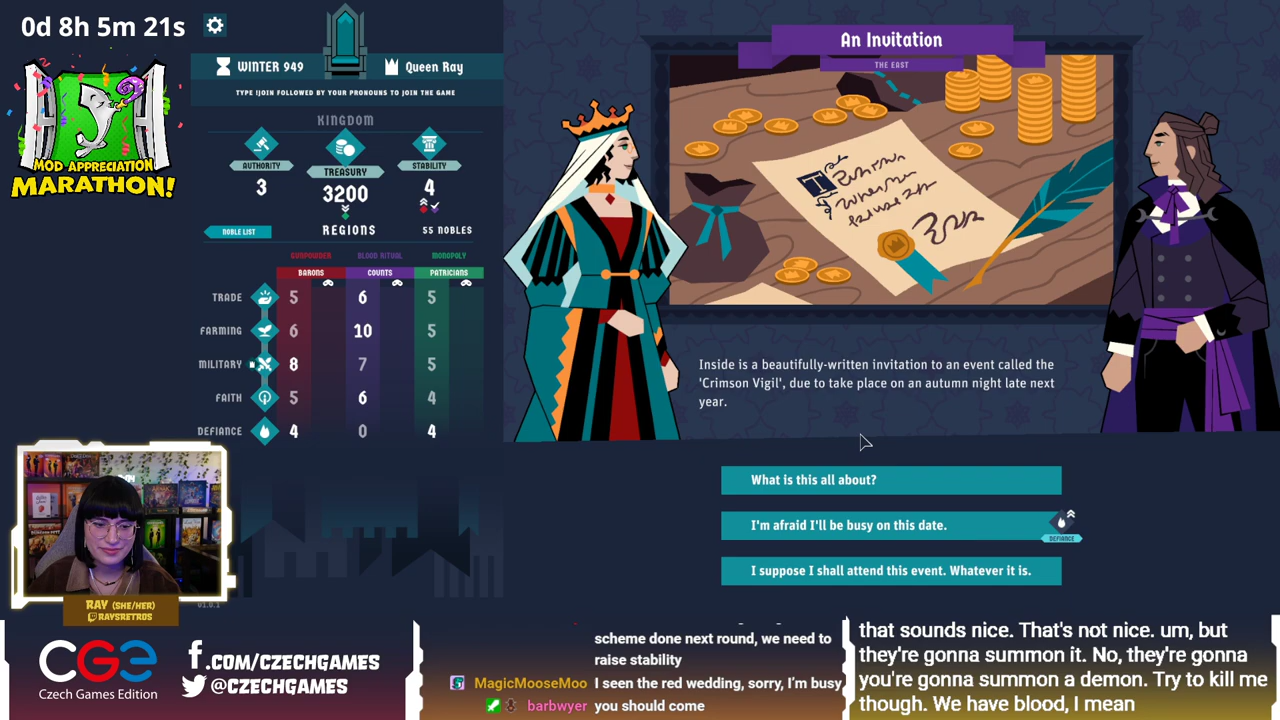 0d 8h 5m 21s
MOD APPRECIATION
MARATHON!
WINTER 949
Queen Ray
TYPE !JOIN FOLLOWED BY YOUR PRONOUNS TO JOIN THE GAME
KINGDOM
AUTHORITY
TREASURY
STABILITY
3
3200
4
NOBLE LIST
REGIONS
55 NOBLES
GUNPOWDER
BLOOD RITUAL
MONOPOLY
BARONS
COUNTS
PATRICIANS
TRADE 5 6 5
FARMING 6 10 5
MILITARY 8 7 5
FAITH 5 6 4
DEFIANCE 4 0 4
An Invitation
THE EAST
Inside is a beautifully-written invitation to an event called the
'Crimson Vigil', due to take place on an autumn night late next
year.
What is this all about?
I'm afraid I'll be busy on this date.
DEFIANCE
I suppose I shall attend this event. Whatever it is.
RAY (SHE/HER)
RAYSRETROS
V1.0.1
CGE
Czech Games Edition
f.COM/CZECHGAMES
@CZECHGAMES
scheme done next round, we need to
raise stability
MagicMooseMoo I seen the red wedding, sorry, I'm busy
barbwyer you should come
that sounds nice. That's not nice. um, but
they're gonna summon it. No, they're gonna
you're gonna summon a demon. Try to kill me
though. We have blood, I mean